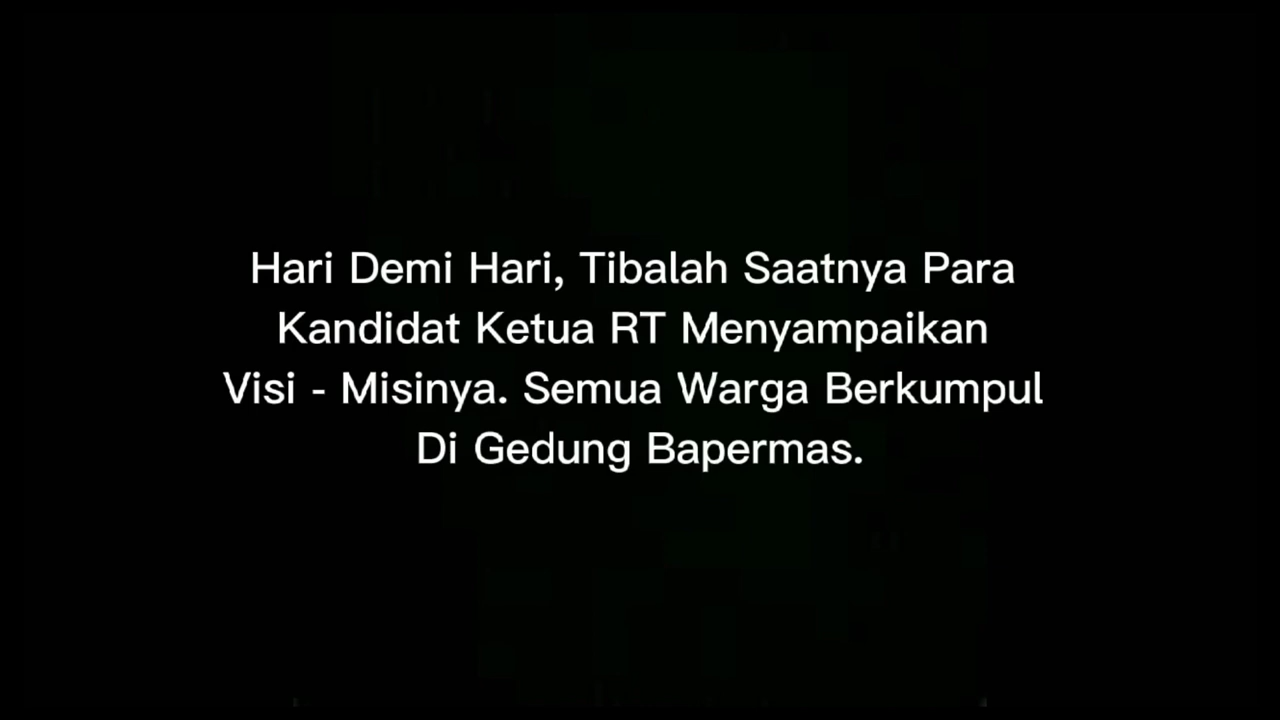 Hari Demi Hari, Tibalah Saatnya Para
Kandidat Ketua RT Menyampaikan
Visi - Misinya. Semua Warga Berkumpul
Di Gedung Bapermas.